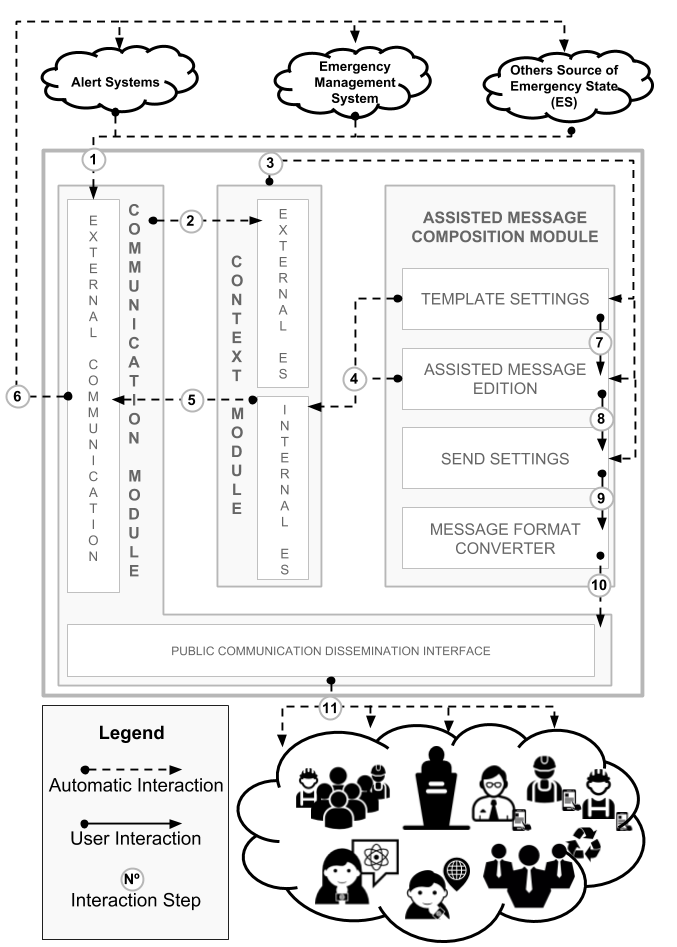 Alert Systems
Emergency
Management
System
Others Source of
Emergency State
(ES)
1
2
3
4
5
6
EXTERNAL COMMUNICATION
COMMUNICATION MODULE
CONTEXT MODULE
EXTERNAL ES
INTERNAL ES
ASSISTED MESSAGE
COMPOSITION MODULE
TEMPLATE SETTINGS
7
ASSISTED MESSAGE
EDITION
8
SEND SETTINGS
9
MESSAGE FORMAT
CONVERTER
10
PUBLIC COMMUNICATION DISSEMINATION INTERFACE
11
Legend
Automatic Interaction
User Interaction
Nº
Interaction Step